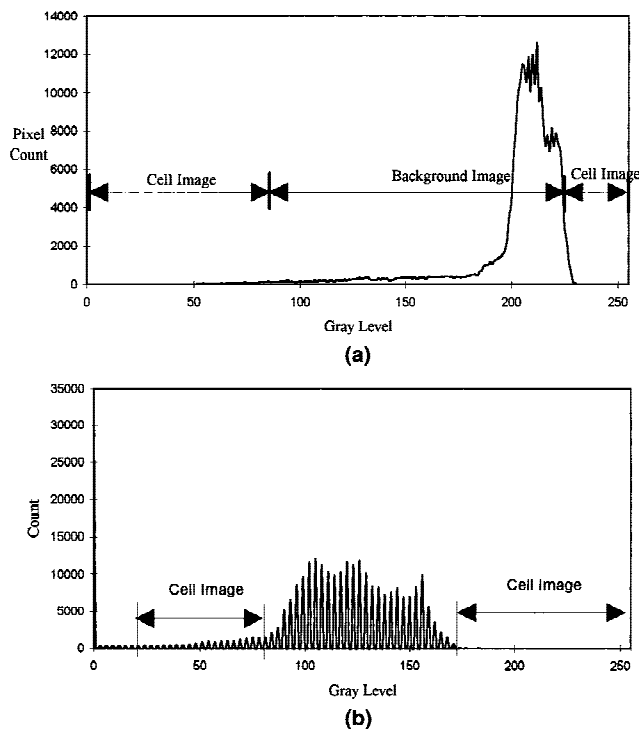 14000
12000
10000
Pixel
Count
8000
6000
4000
2000
0
Cell Image
Background Image
Cell Image
0 50 100 150 200 250
Gray Level
(a)
35000
30000
25000
20000
15000
10000
5000
0
Count
Cell Image
Cell Image
0 50 100 150 200 250
Gray Level
(b)